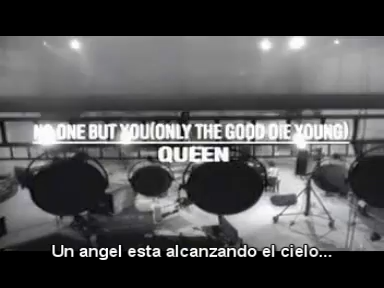 NO ONE BUT YOU(ONLY THE GOOD DIE YOUNG)
QUEEN
Un angel esta alcanzando el cielo...